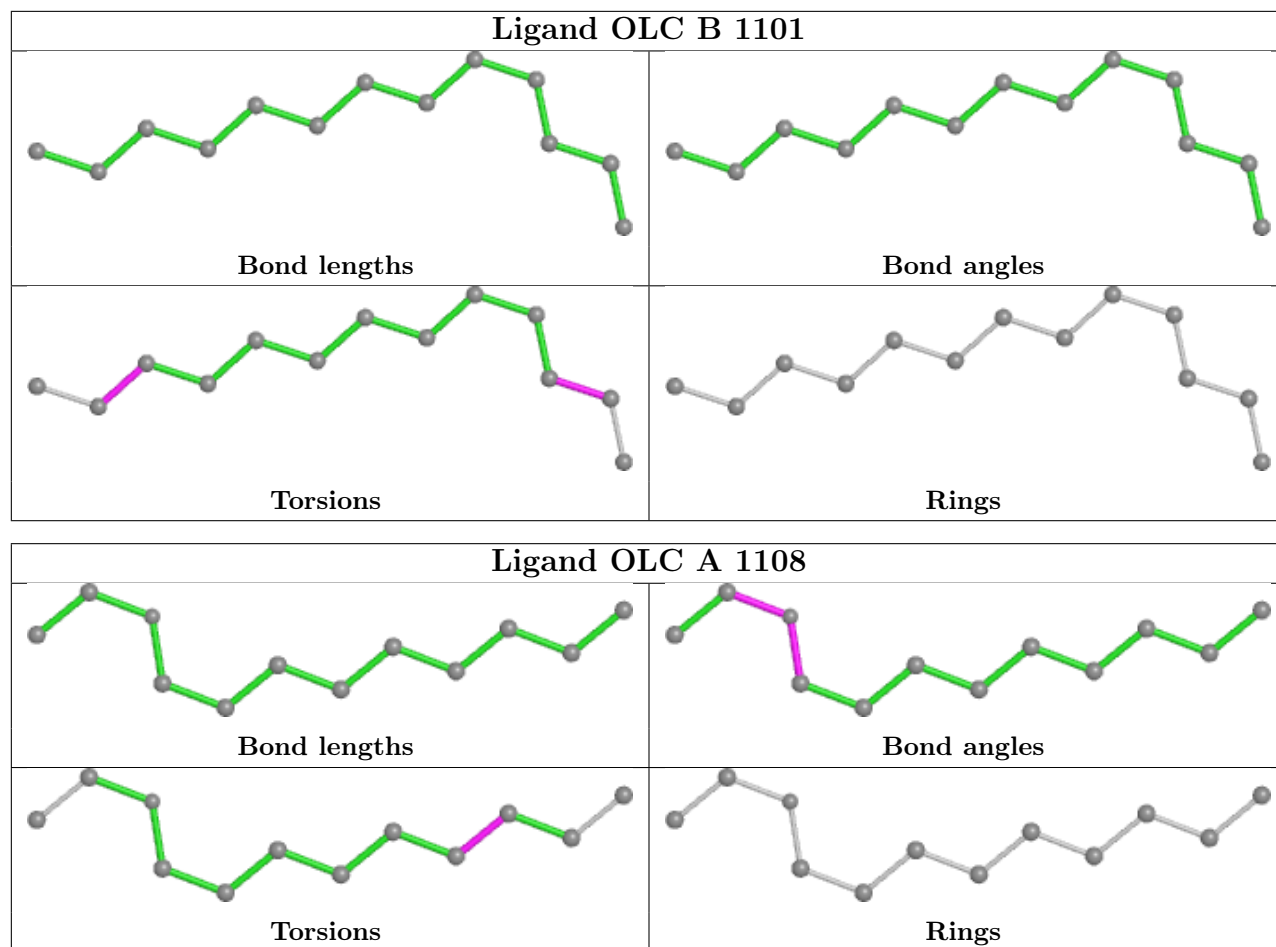 Ligand OLC B 1101
Bond lengths
Bond angles
Torsions
Rings
Ligand OLC A 1108
Bond lengths
Bond angles
Torsions
Rings